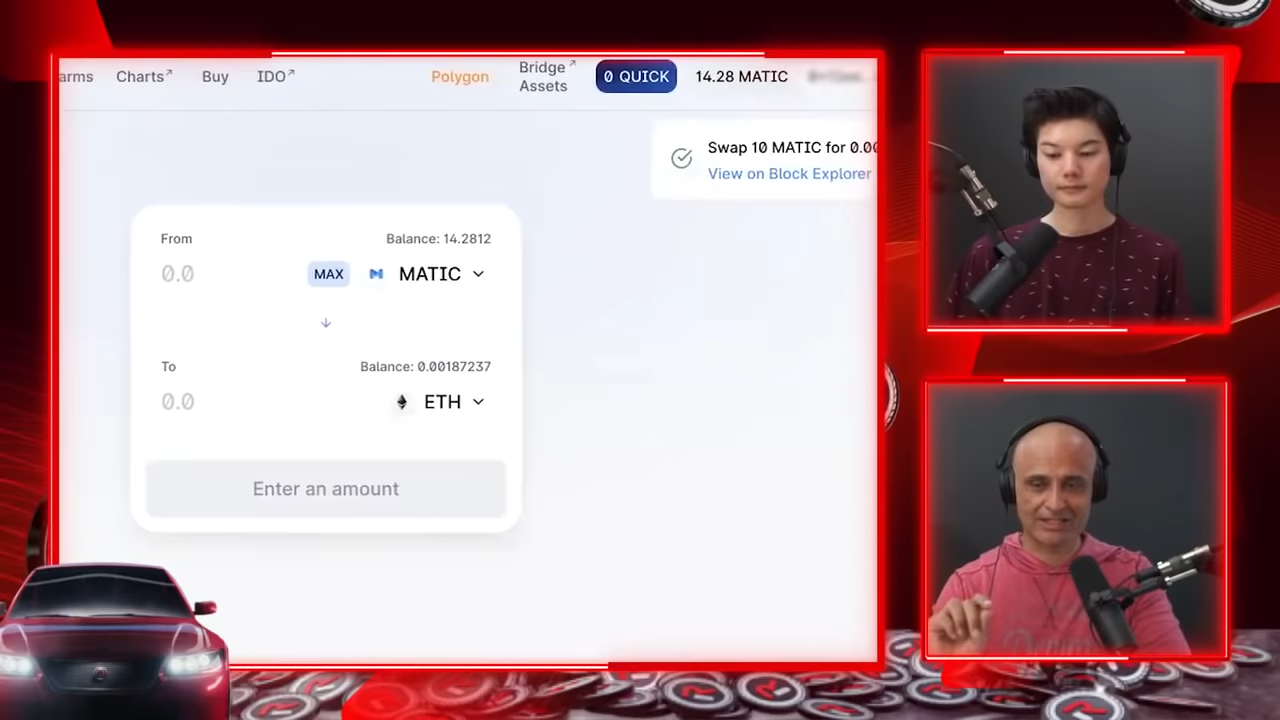 arms Charts↗ Buy IDO↗ Polygon Bridge↗ Assets 0 QUICK 14.28 MATIC
Swap 10 MATIC for 0.00
View on Block Explorer
From Balance: 14.2812
0.0 MAX MATIC
To Balance: 0.00187237
0.0 ETH
Enter an amount